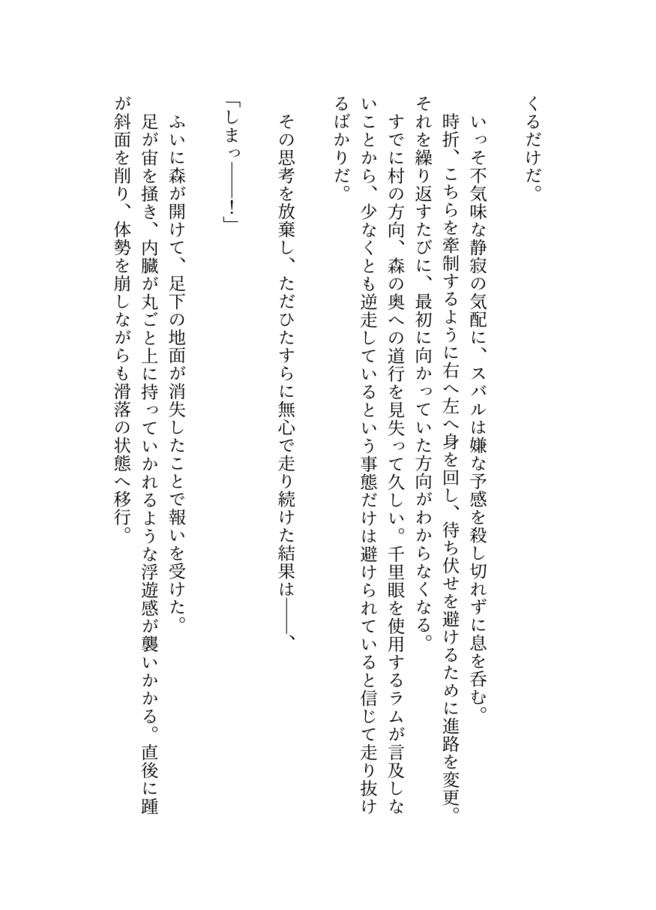 くるだけだ。
　いっそ不気味な静寂の気配に、スバルは嫌な予感を殺し切れずに息を呑む。
　時折、こちらを牽制するように右へ左へ身を回し、待ち伏せを避けるために進路を変更。
それを繰り返すたびに、最初に向かっていた方向がわからなくなる。
　すでに村の方向、森の奥への道行を見失って久しい。千里眼を使用するラムが言及しな
いことから、少なくとも逆走しているという事態だけは避けられていると信じて走り抜け
るばかりだ。
　その思考を放棄し、ただひたすらに無心で走り続けた結果は――、
「しまっ――！」
　ふいに森が開けて、足下の地面が消失したことで報いを受けた。
　足が宙を掻き、内臓が丸ごと上に持っていかれるような浮遊感が襲いかかる。直後に踵
が斜面を削り、体勢を崩しながらも滑落の状態へ移行。